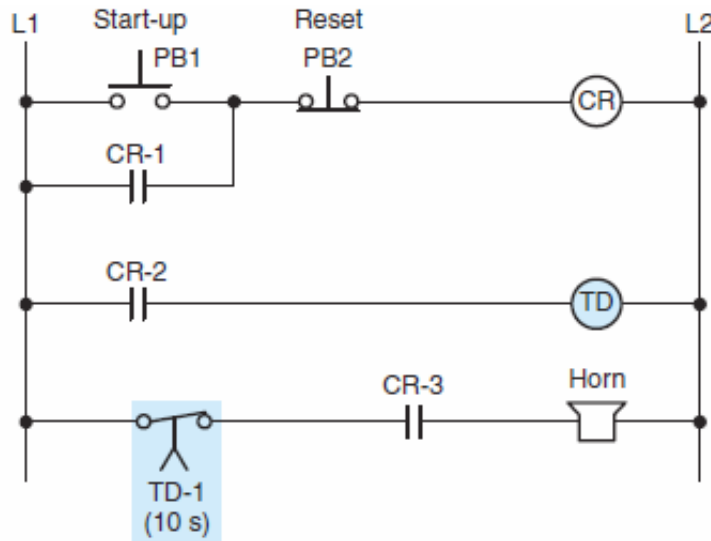 L1
Start-up
Reset
L2
PB1
PB2
CR
CR-1
CR-2
TD
CR-3
Horn
TD-1
(10 s)